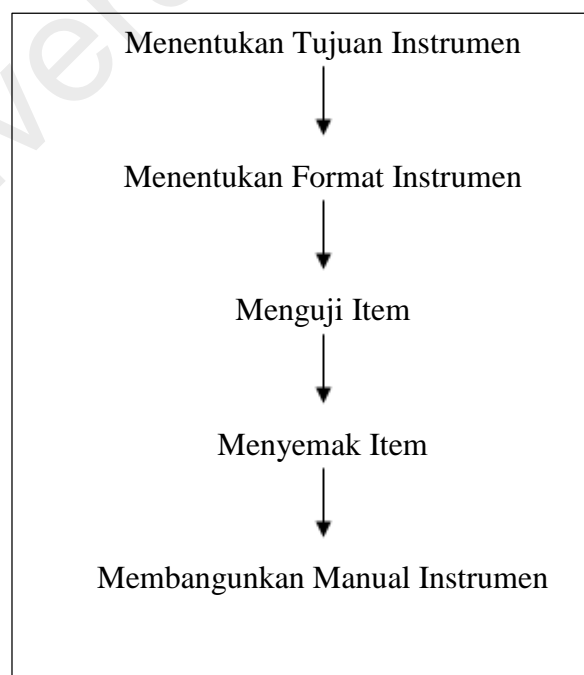 Menentukan Tujuan Instrumen
Menentukan Format Instrumen
Menguji Item
Menyemak Item
Membangunkan Manual Instrumen